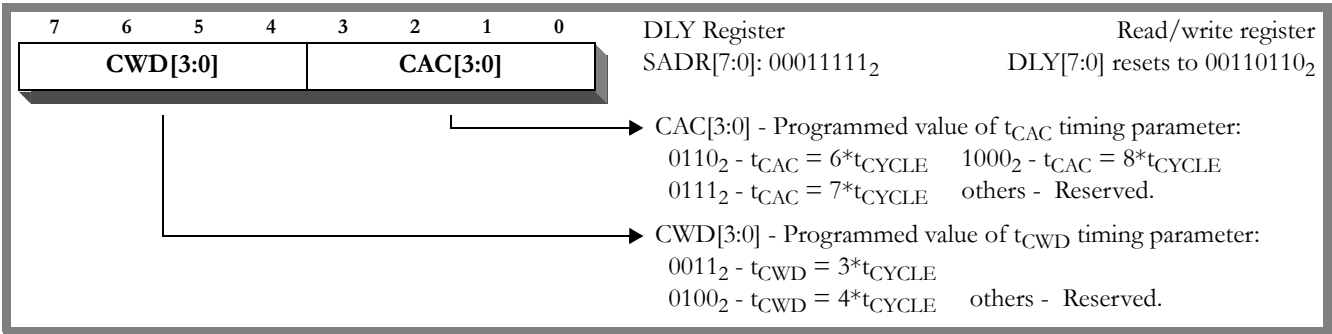 7 6 5 4 3 2 1 0
CWD[3:0] CAC[3:0]
DLY Register Read/write register
SADR[7:0]: 00011111₂ DLY[7:0] resets to 00110110₂
CAC[3:0] - Programmed value of tCAC timing parameter:
0110₂ - tCAC = 6*tCYCLE 1000₂ - tCAC = 8*tCYCLE
0111₂ - tCAC = 7*tCYCLE others - Reserved.
CWD[3:0] - Programmed value of tCWD timing parameter:
0011₂ - tCWD = 3*tCYCLE
0100₂ - tCWD = 4*tCYCLE others - Reserved.